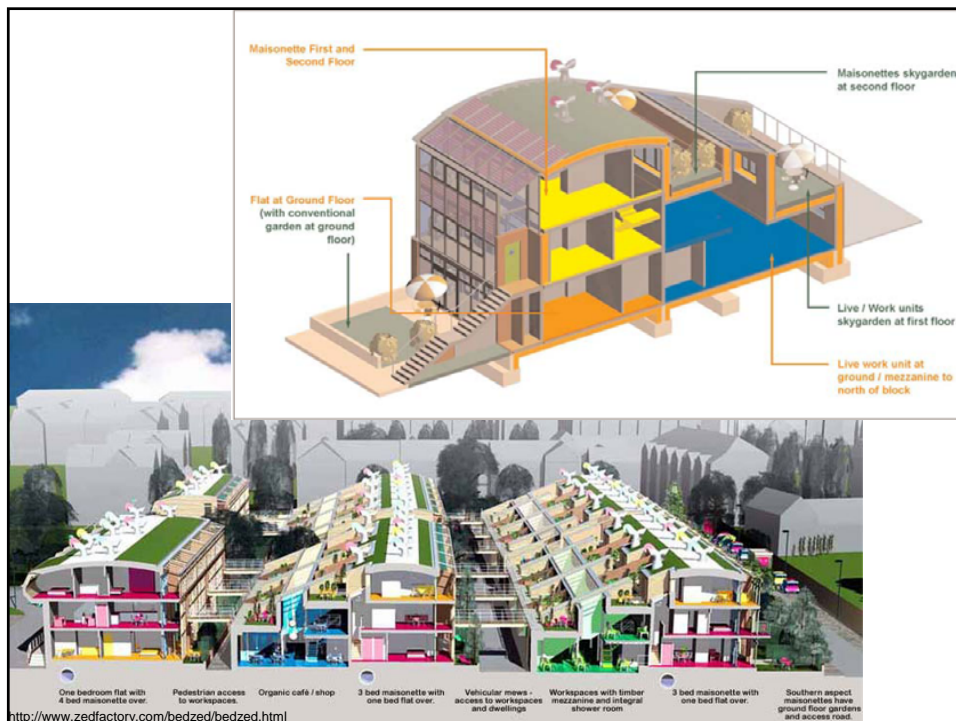 Maisonette First and
Second Floor
Maisonettes skygarden
at second floor
Flat at Ground Floor
(with conventional
garden at ground
floor)
Live / Work units
skygarden at first floor
Live work unit at
ground / mezzanine to
north of block
One bedroom flat with
4 bed maisonette over.
Pedestrian access
to workspaces.
Organic café / shop
3 bed maisonette with
one bed flat over.
Vehicular mews -
access to workspaces
and dwellings
Workspaces with timber
mezzanine and integral
shower room
3 bed maisonette with
one bed flat over.
Southern aspect
maisonettes have
ground floor gardens
and access road.
http://www.zedfactory.com/bedzed/bedzed.html